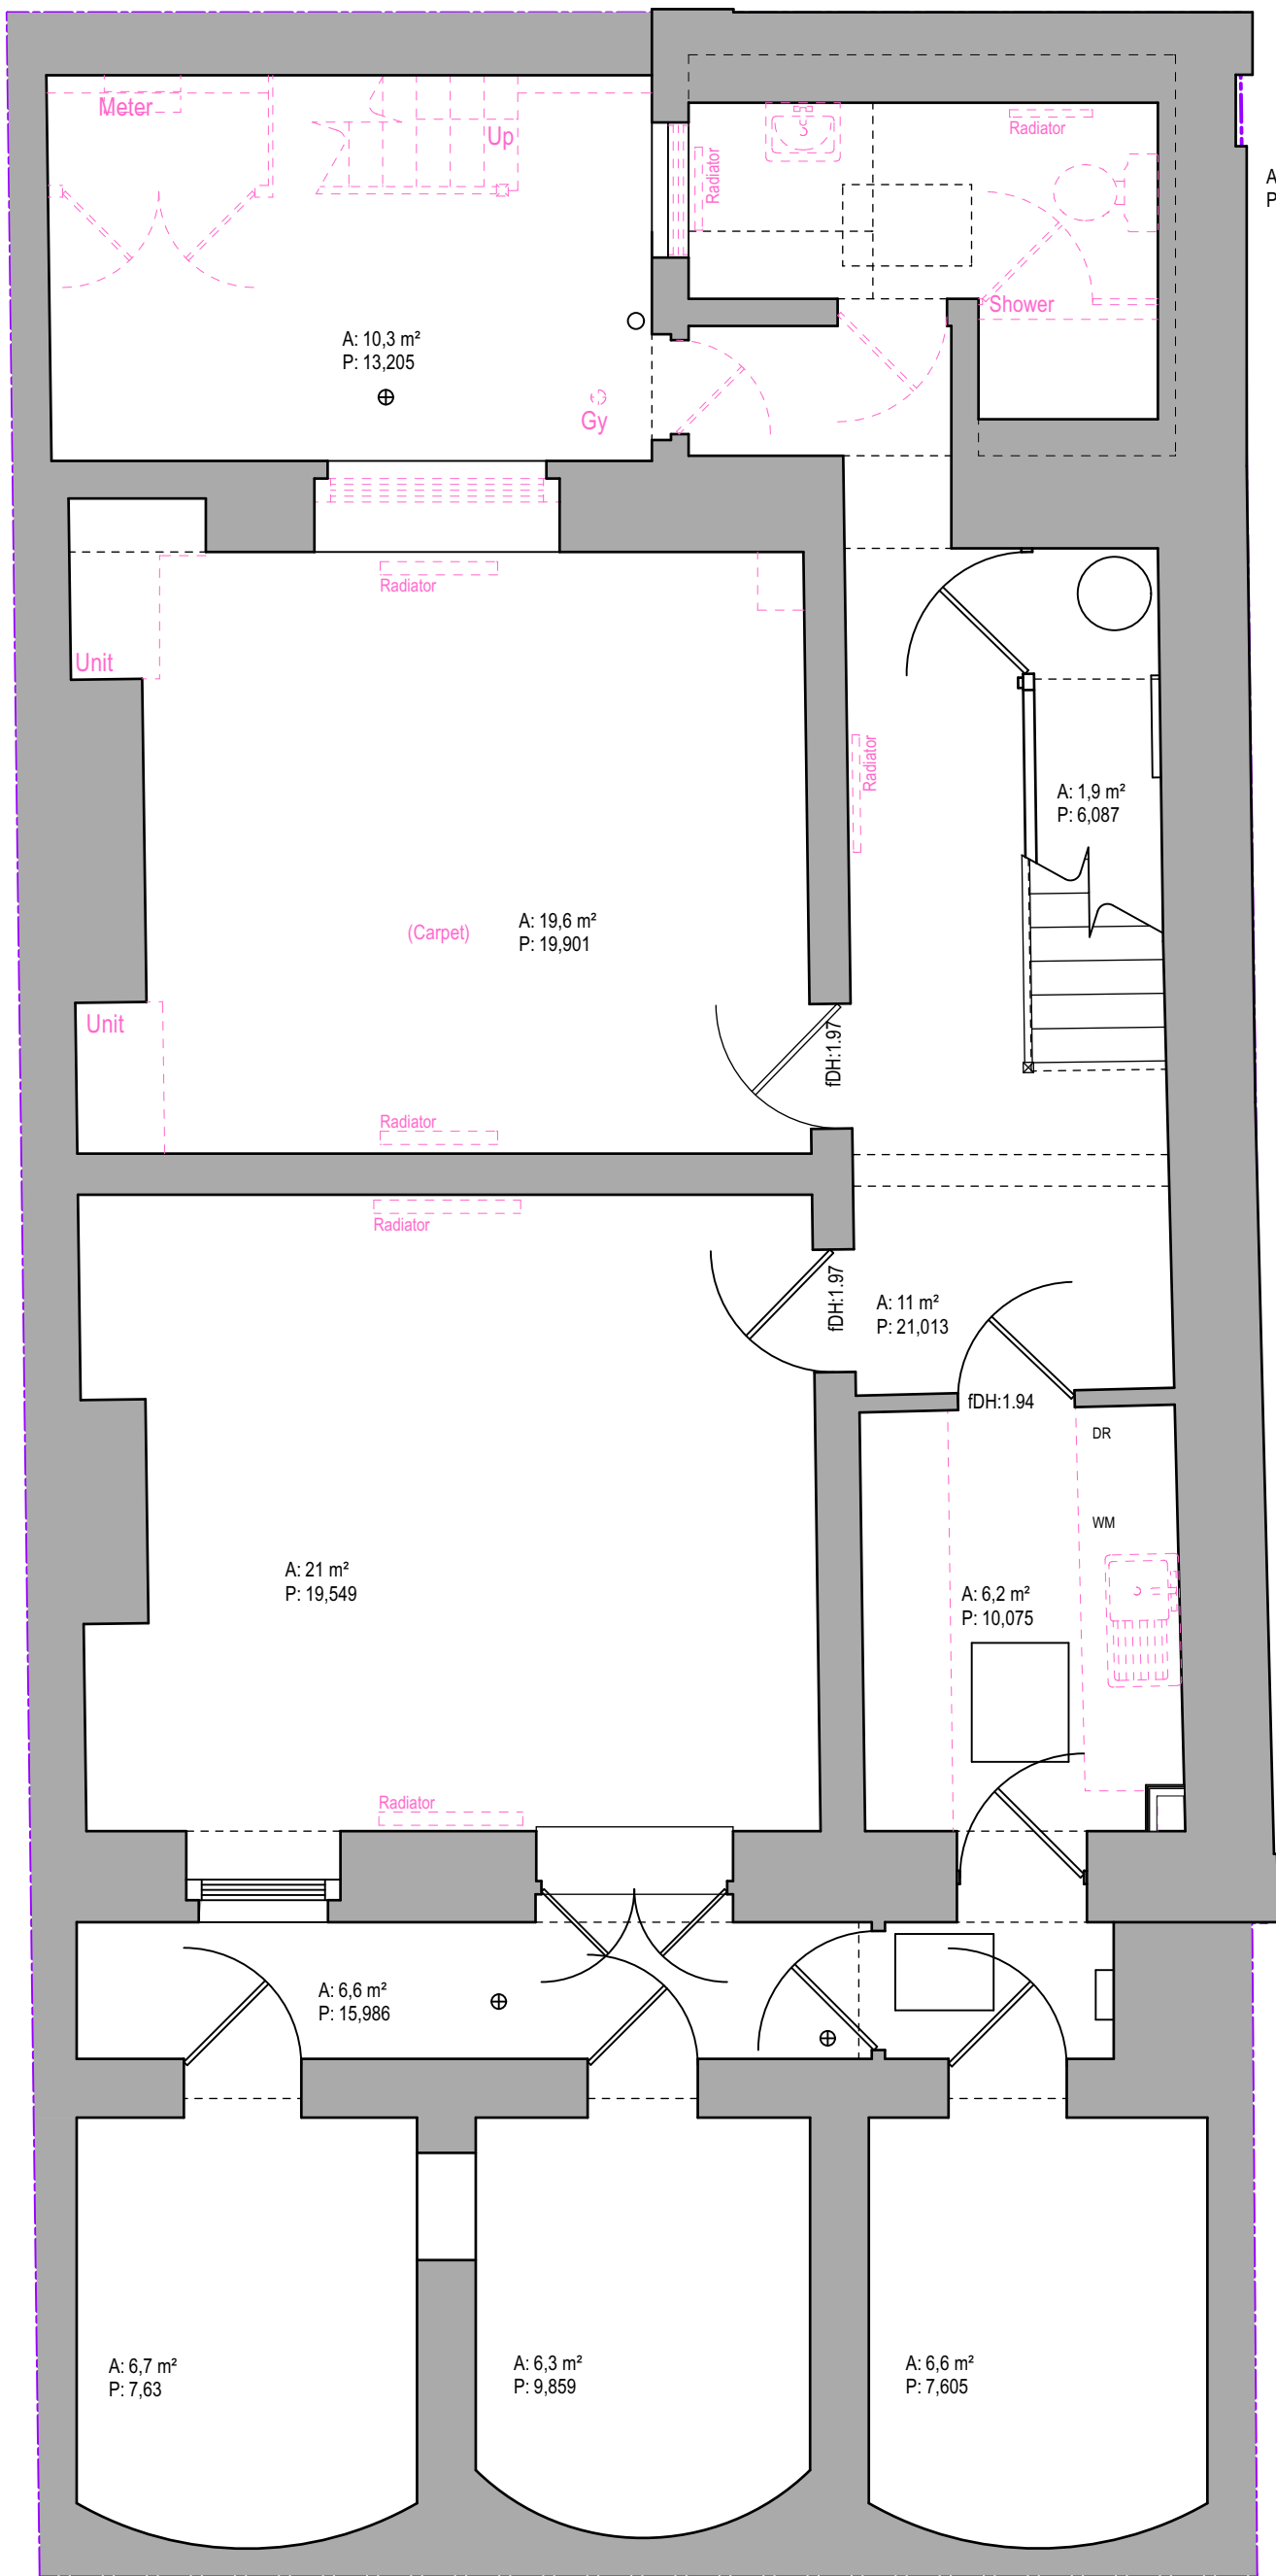 Meter
Up
Radiator
Radiator
A
P
Shower
A: 10,3 m²
P: 13,205
Gy
Radiator
Unit
Radiator
A: 1,9 m²
P: 6,087
(Carpet)
A: 19,6 m²
P: 19,901
Unit
fDH:1.97
Radiator
Radiator
fDH:1.97
A: 11 m²
P: 21,013
fDH:1.94
DR
WM
A: 21 m²
P: 19,549
A: 6,2 m²
P: 10,075
Radiator
A: 6,6 m²
P: 15,986
A: 6,7 m²
P: 7,63
A: 6,3 m²
P: 9,859
A: 6,6 m²
P: 7,605